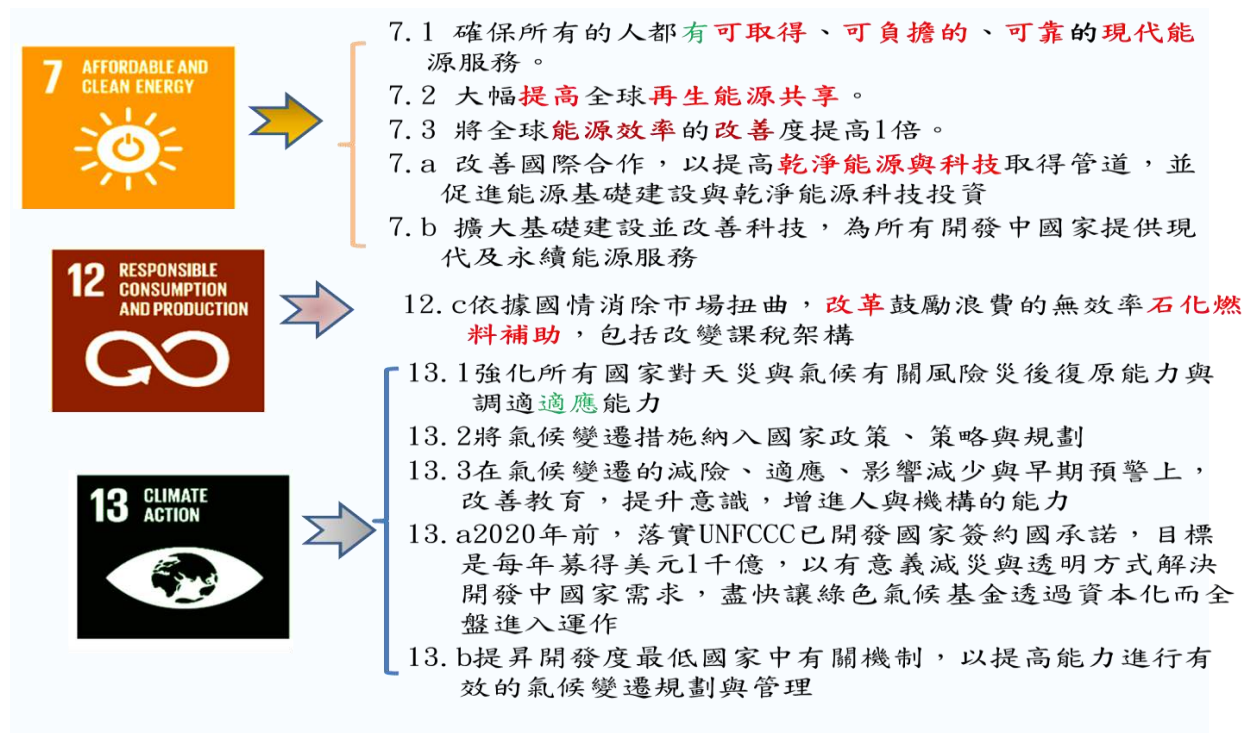 7 AFFORDABLE AND
CLEAN ENERGY
7.1 確保所有的人都有可取得、可負擔的、可靠的現代能
源服務。
7.2 大幅提高全球再生能源共享。
7.3 將全球能源效率的改善度提高1倍。
7.a 改善國際合作，以提高乾淨能源與科技取得管道，並
促進能源基礎建設與乾淨能源科技投資
7.b 擴大基礎建設並改善科技，為所有開發中國家提供現
代及永續能源服務
12 RESPONSIBLE
CONSUMPTION
AND PRODUCTION
12.c依據國情消除市場扭曲，改革鼓勵浪費的無效率石化燃
料補助，包括改變課稅架構
13 CLIMATE
ACTION
13.1強化所有國家對天災與氣候有關風險災後復原能力與
調適適應能力
13.2將氣候變遷措施納入國家政策、策略與規劃
13.3在氣候變遷的減險、適應、影響減少與早期預警上，
改善教育，提升意識，增進人與機構的能力
13.a2020年前，落實UNFCCC已開發國家簽約國承諾，目標
是每年募得美元1千億，以有意義減災與透明方式解決
開發中國家需求，盡快讓綠色氣候基金透過資本化而全
盤進入運作
13.b提昇開發度最低國家中有關機制，以提高能力進行有
效的氣候變遷規劃與管理